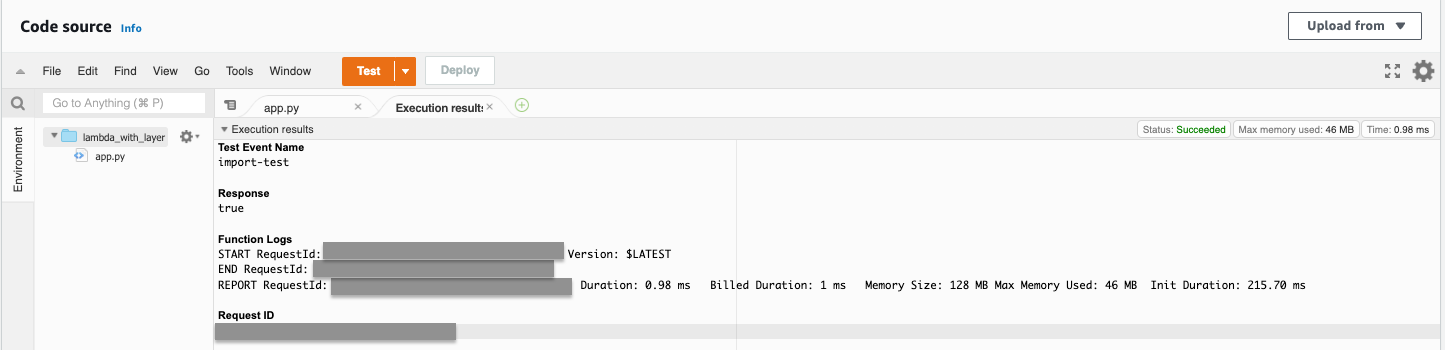 Code source Info
Upload from
File Edit Find View Go Tools Window Test Deploy
Go to Anything (⌘ P)
app.py Execution results
Environment
lambda_with_layer
app.py
Execution results Status: Succeeded Max memory used: 46 MB Time: 0.98 ms
Test Event Name
import-test
Response
true
Function Logs
START RequestId: Version: $LATEST
END RequestId:
REPORT RequestId: Duration: 0.98 ms Billed Duration: 1 ms Memory Size: 128 MB Max Memory Used: 46 MB Init Duration: 215.70 ms
Request ID